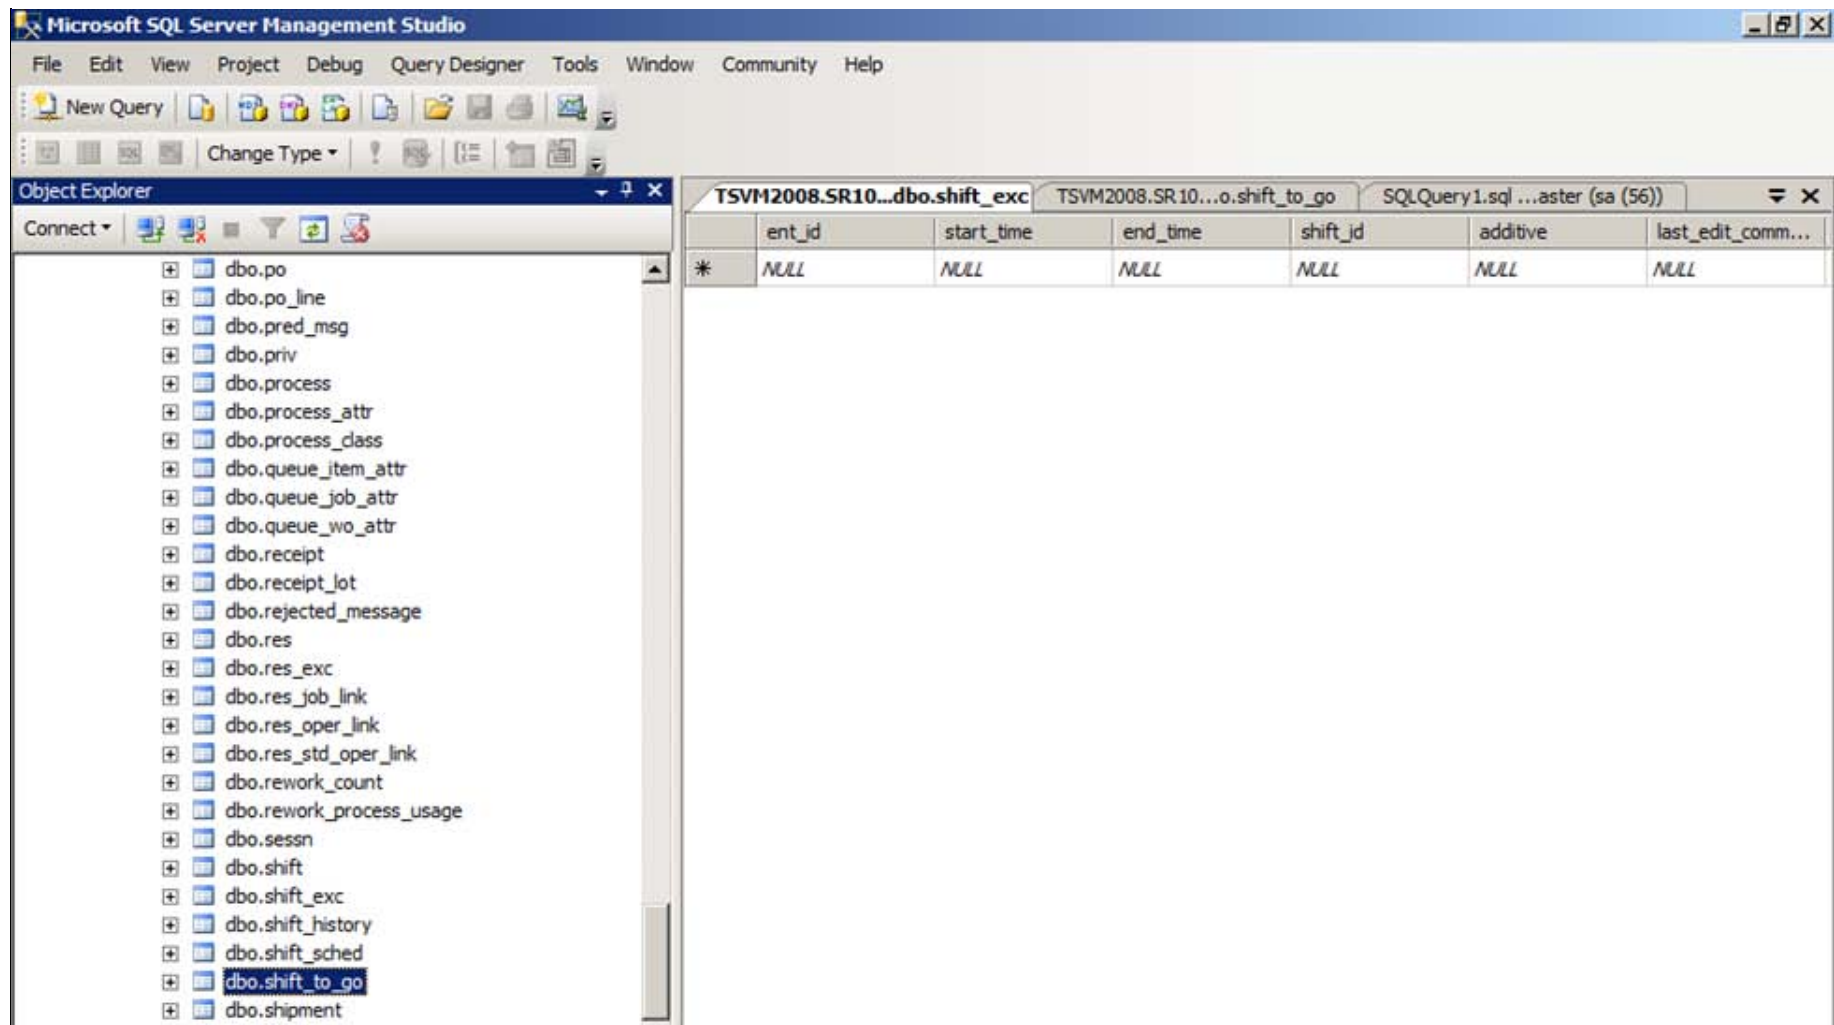 Microsoft SQL Server Management Studio
File Edit View Project Debug Query Designer Tools Window Community Help
New Query
Change Type
Object Explorer
Connect
TSVM2008.SR10...dbo.shift_exc TSVM2008.SR10...o.shift_to_go SQLQuery1.sql ...aster (sa (56))
ent_id start_time end_time shift_id additive last_edit_comm...
NULL NULL NULL NULL NULL NULL
dbo.po
dbo.po_line
dbo.pred_msg
dbo.priv
dbo.process
dbo.process_attr
dbo.process_class
dbo.queue_item_attr
dbo.queue_job_attr
dbo.queue_wo_attr
dbo.receipt
dbo.receipt_lot
dbo.rejected_message
dbo.res
dbo.res_exc
dbo.res_job_link
dbo.res_oper_link
dbo.res_std_oper_link
dbo.rework_count
dbo.rework_process_usage
dbo.sessn
dbo.shift
dbo.shift_exc
dbo.shift_history
dbo.shift_sched
dbo.shift_to_go
dbo.shipment